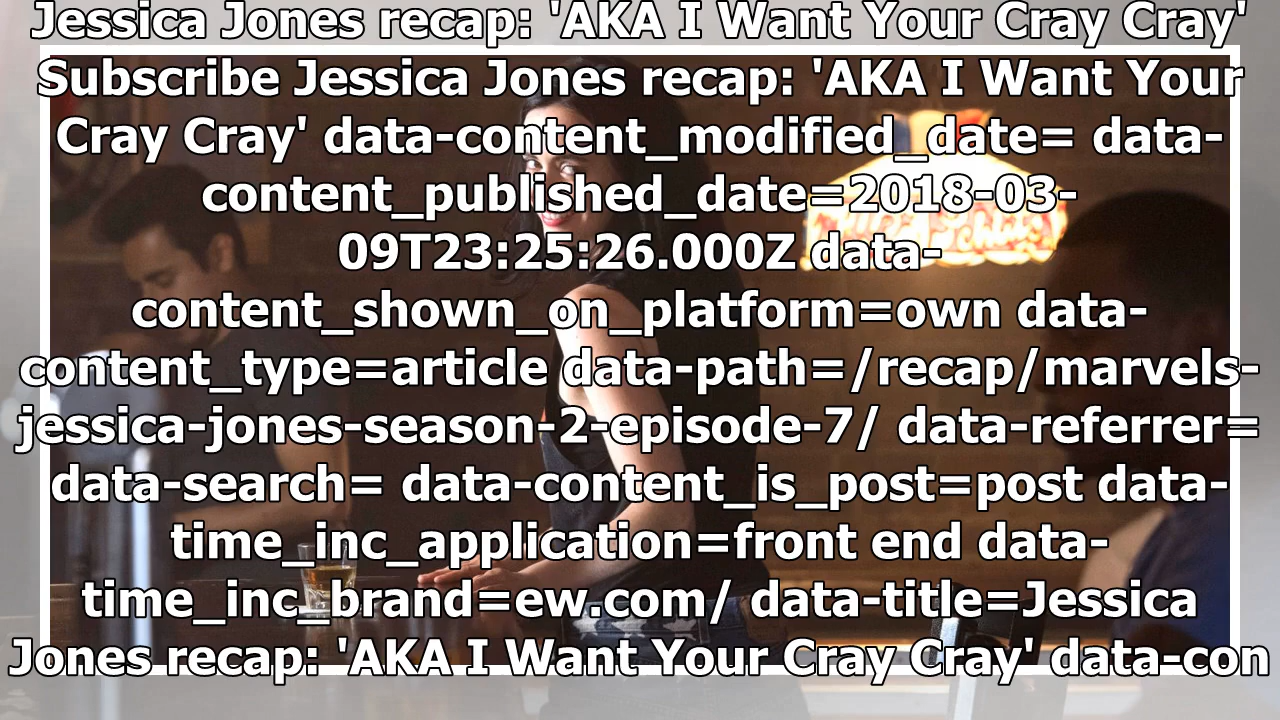 Jessica Jones recap: 'AKA I Want Your Cray Cray'
Subscribe Jessica Jones recap: 'AKA I Want Your
Cray Cray' data-content_modified_date= data-
content_published_date=2018-03-
09T23:25:26.000Z data-
content_shown_on_platform=own data-
content_type=article data-path=/recap/marvels-
jessica-jones-season-2-episode-7/ data-referrer=
data-search= data-content_is_post=post data-
time_inc_application=front end data-
time_inc_brand=ew.com/ data-title=Jessica
Jones recap: 'AKA I Want Your Cray Cray' data-con